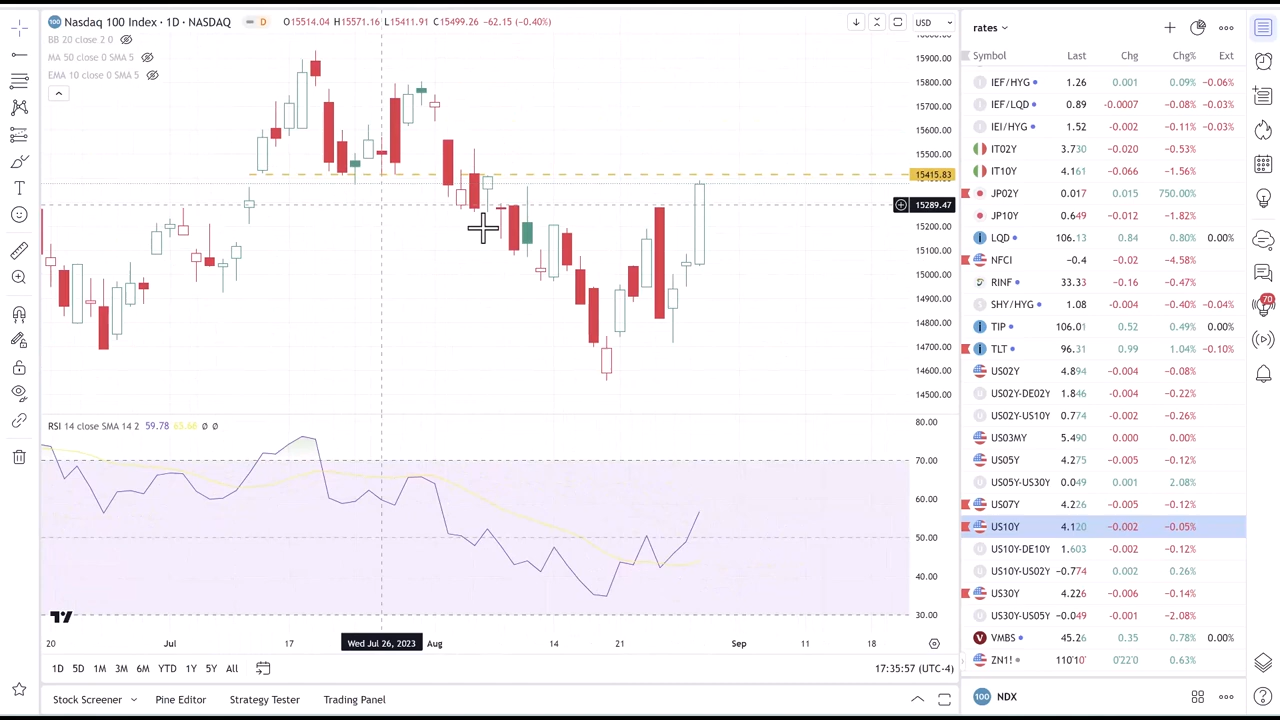 Nasdaq 100 Index · 1D · NASDAQ D O15514.04 H15571.16 L15411.91 C15499.26 −62.15 (−0.40%) USD
BB 20 close 2 0
MA 50 close 0 SMA 5
EMA 10 close 0 SMA 5
15900.00
15800.00
15700.00
15600.00
15500.00
15415.83
15289.47
15200.00
15100.00
15000.00
14900.00
14800.00
14700.00
14600.00
14500.00
RSI 14 close SMA 14 2 59.78 65.66 Ø Ø
80.00
70.00
60.00
50.00
40.00
30.00
20 Jul 17 Wed Jul 26, 2023 Aug 14 21 Sep 11 18
1D 5D 1M 3M 6M YTD 1Y 5Y All 17:35:57 (UTC-4)
Stock Screener Pine Editor Strategy Tester Trading Panel
rates
Symbol Last Chg Chg% Ext
IEF/HYG 1.26 0.001 0.09% −0.06%
IEF/LQD 0.89 -0.0007 −0.08% −0.03%
IEI/HYG 1.52 −0.002 −0.11% −0.03%
IT02Y 3.730 −0.020 −0.53%
IT10Y 4.161 −0.066 −1.56%
JP02Y 0.017 0.015 750.00%
JP10Y 0.649 −0.012 −1.82%
LQD 106.13 0.84 0.80% 0.00%
NFCI −0.4 −0.02 −4.58%
RINF 33.33 −0.16 −0.47%
SHY/HYG 1.08 −0.004 −0.40% −0.04%
TIP 106.01 0.52 0.49% 0.00%
TLT 96.31 0.99 1.04% −0.10%
US02Y 4.894 −0.004 −0.08%
US02Y-DE02Y 1.846 −0.004 −0.22%
US02Y-US10Y 0.774 −0.002 −0.26%
US03MY 5.490 0.000 0.00%
US05Y 4.275 −0.005 −0.12%
US05Y-US30Y 0.049 0.001 2.08%
US07Y 4.226 −0.005 −0.12%
US10Y 4.120 −0.002 −0.05%
US10Y-DE10Y 1.603 −0.002 −0.12%
US10Y-US02Y −0.774 0.002 0.26%
US30Y 4.226 −0.006 −0.14%
US30Y-US05Y −0.049 −0.001 −2.08%
VMBS 45.26 0.35 0.78% 0.00%
ZN1! 110'10' 0'22'0 0.63%
100 NDX
70